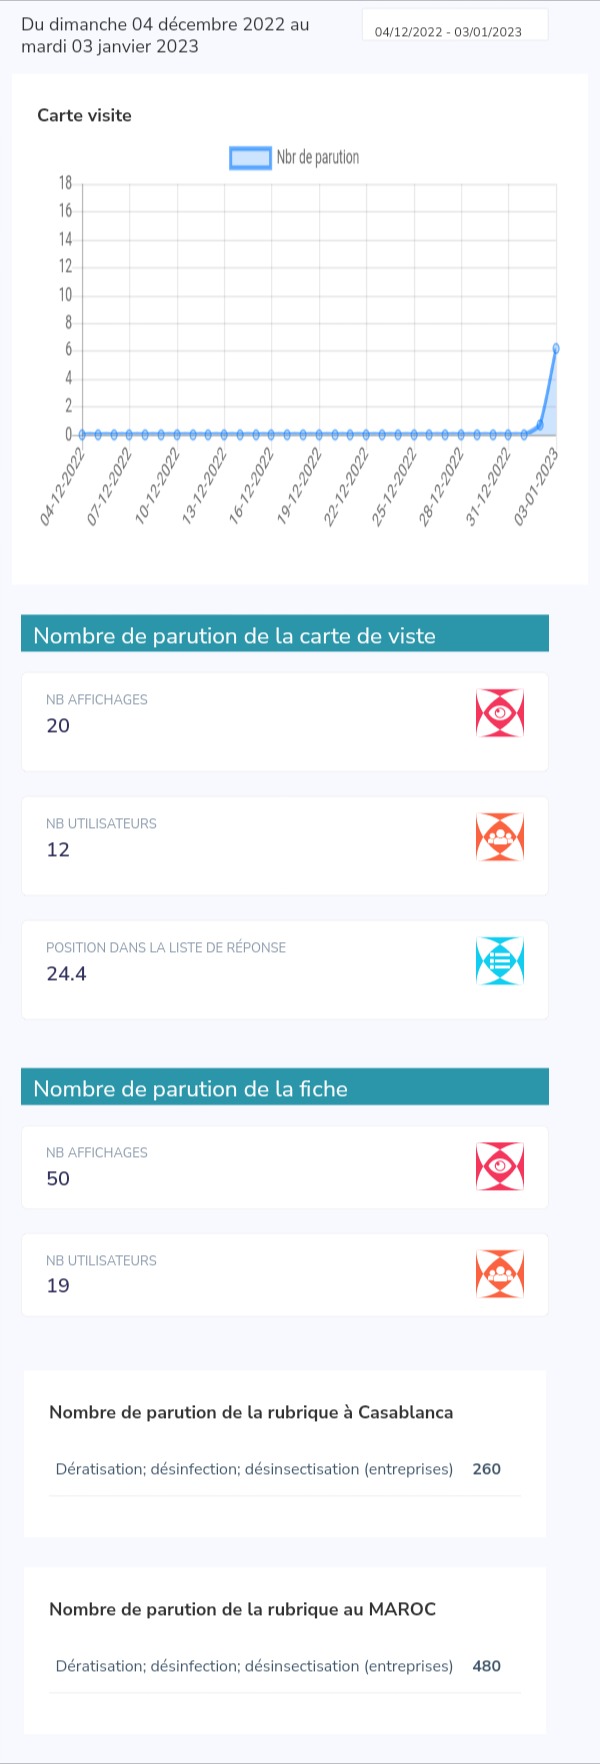 Du dimanche 04 décembre 2022 au
mardi 03 janvier 2023
04/12/2022 - 03/01/2023
Carte visite
Nbr de parution
18
16
14
12
10
8
6
4
2
0
04-12-2022
07-12-2022
10-12-2022
13-12-2022
16-12-2022
19-12-2022
22-12-2022
25-12-2022
28-12-2022
31-12-2022
03-01-2023
Nombre de parution de la carte de viste
NB AFFICHAGES
20
NB UTILISATEURS
12
POSITION DANS LA LISTE DE RÉPONSE
24.4
Nombre de parution de la fiche
NB AFFICHAGES
50
NB UTILISATEURS
19
Nombre de parution de la rubrique à Casablanca
Dératisation; désinfection; désinsectisation (entreprises) 260
Nombre de parution de la rubrique au MAROC
Dératisation; désinfection; désinsectisation (entreprises) 480